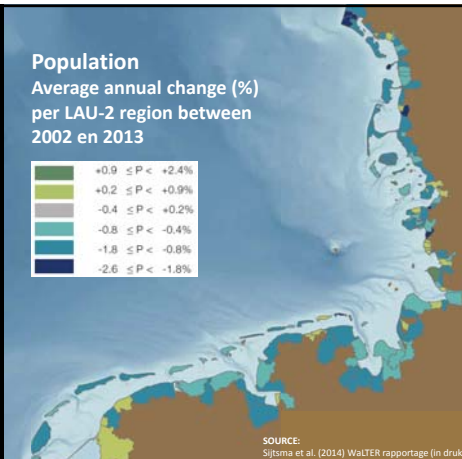 Population
Average annual change (%)
per LAU-2 region between
2002 en 2013
+0.9 ≤ P < +2.4%
+0.2 ≤ P < +0.9%
-0.4 ≤ P < +0.2%
-0.8 ≤ P < -0.4%
-1.8 ≤ P < -0.8%
-2.6 ≤ P < -1.8%
SOURCE:
Sijtsma et al. (2014) WaLTER rapportage (in druk